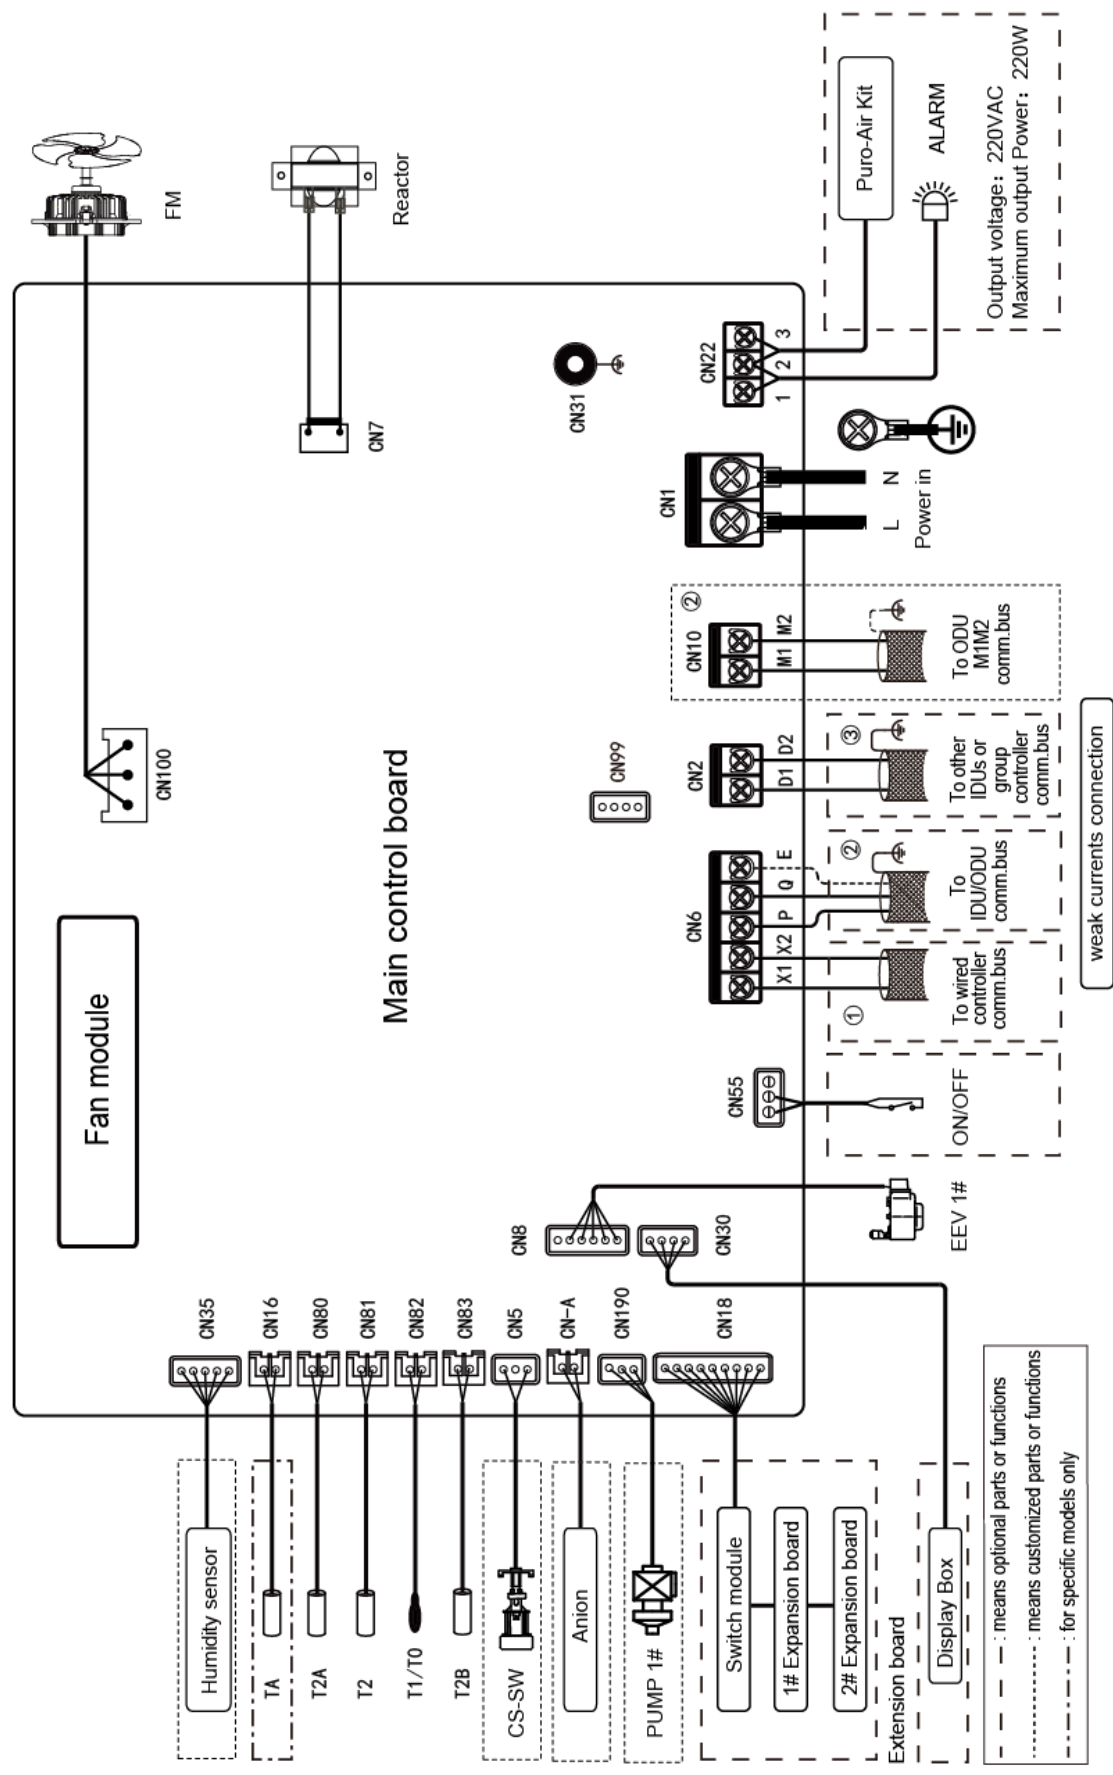 Fan module
Main control board
FM
CN100
Reactor
CN7
CN31
CN99
CN35
Humidity sensor
CN16
TA
CN80
T2A
CN81
T2
CN82
T1/T0
CN83
T2B
CN5
CS-SW
CN-A
Anion
CN190
PUMP 1#
CN18
Switch module
1# Expansion board
2# Expansion board
Extension board
CN8
EEV 1#
CN30
Display Box
CN55
ON/OFF
CN6
X1 X2 P Q E
①
To wired
controller
comm.bus
②
To
IDU/ODU
comm.bus
CN2
D1 D2
③
To other
IDUs or
group
controller
comm.bus
CN10
②
M1 M2
To ODU
M1M2
comm.bus
CN1
L N
Power in
CN22
1 2 3
Puro-Air Kit
ALARM
Output voltage: 220VAC
Maximum output Power: 220W
weak currents connection
: means optional parts or functions
: means customized parts or functions
: for specific models only